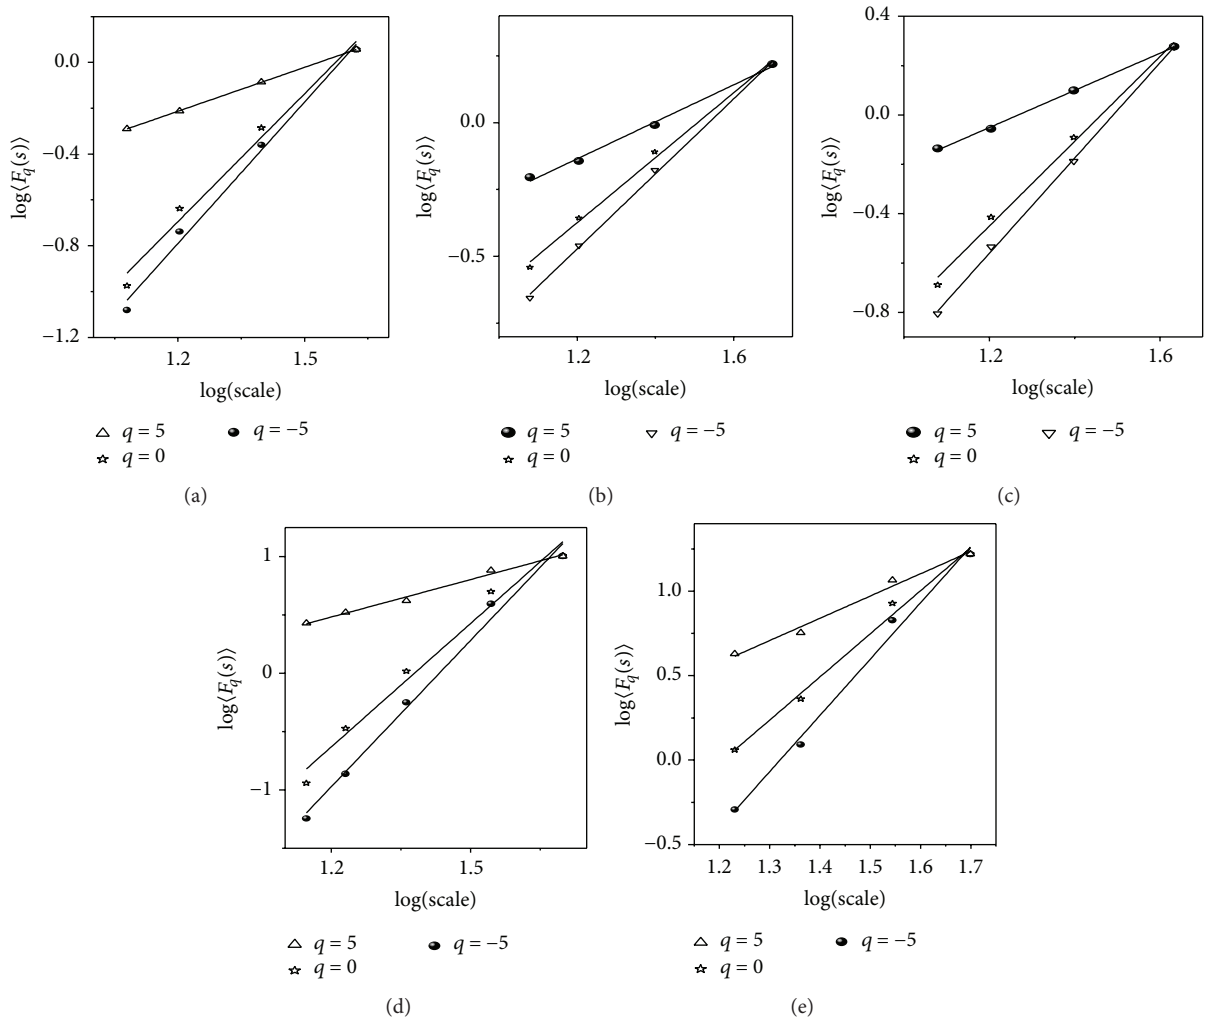 0.0
−0.4
−0.8
−1.2
1.2 1.5
log⟨F_q(s)⟩
log(scale)
q = 5 q = −5
q = 0
(a)
0.0
−0.5
1.2 1.6
log⟨F_q(s)⟩
log(scale)
q = 5 q = −5
q = 0
(b)
0.4
0.0
−0.4
−0.8
1.2 1.6
log⟨F_q(s)⟩
log(scale)
q = 5 q = −5
q = 0
(c)
1
0
−1
1.2 1.5
log⟨F_q(s)⟩
log(scale)
q = 5 q = −5
q = 0
(d)
1.0
0.5
0.0
−0.5
1.2 1.3 1.4 1.5 1.6 1.7
log⟨F_q(s)⟩
log(scale)
q = 5 q = −5
q = 0
(e)